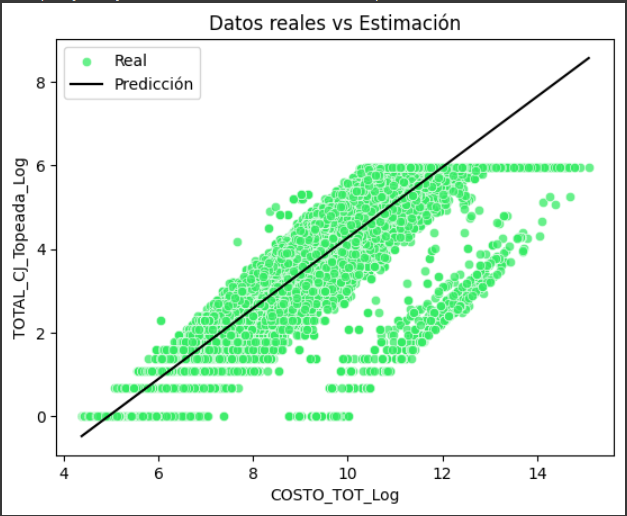 Datos reales vs Estimación
Real
Predicción
TOTAL_CJ_Topeada_Log
8
6
4
2
0
4 6 8 10 12 14
COSTO_TOT_Log